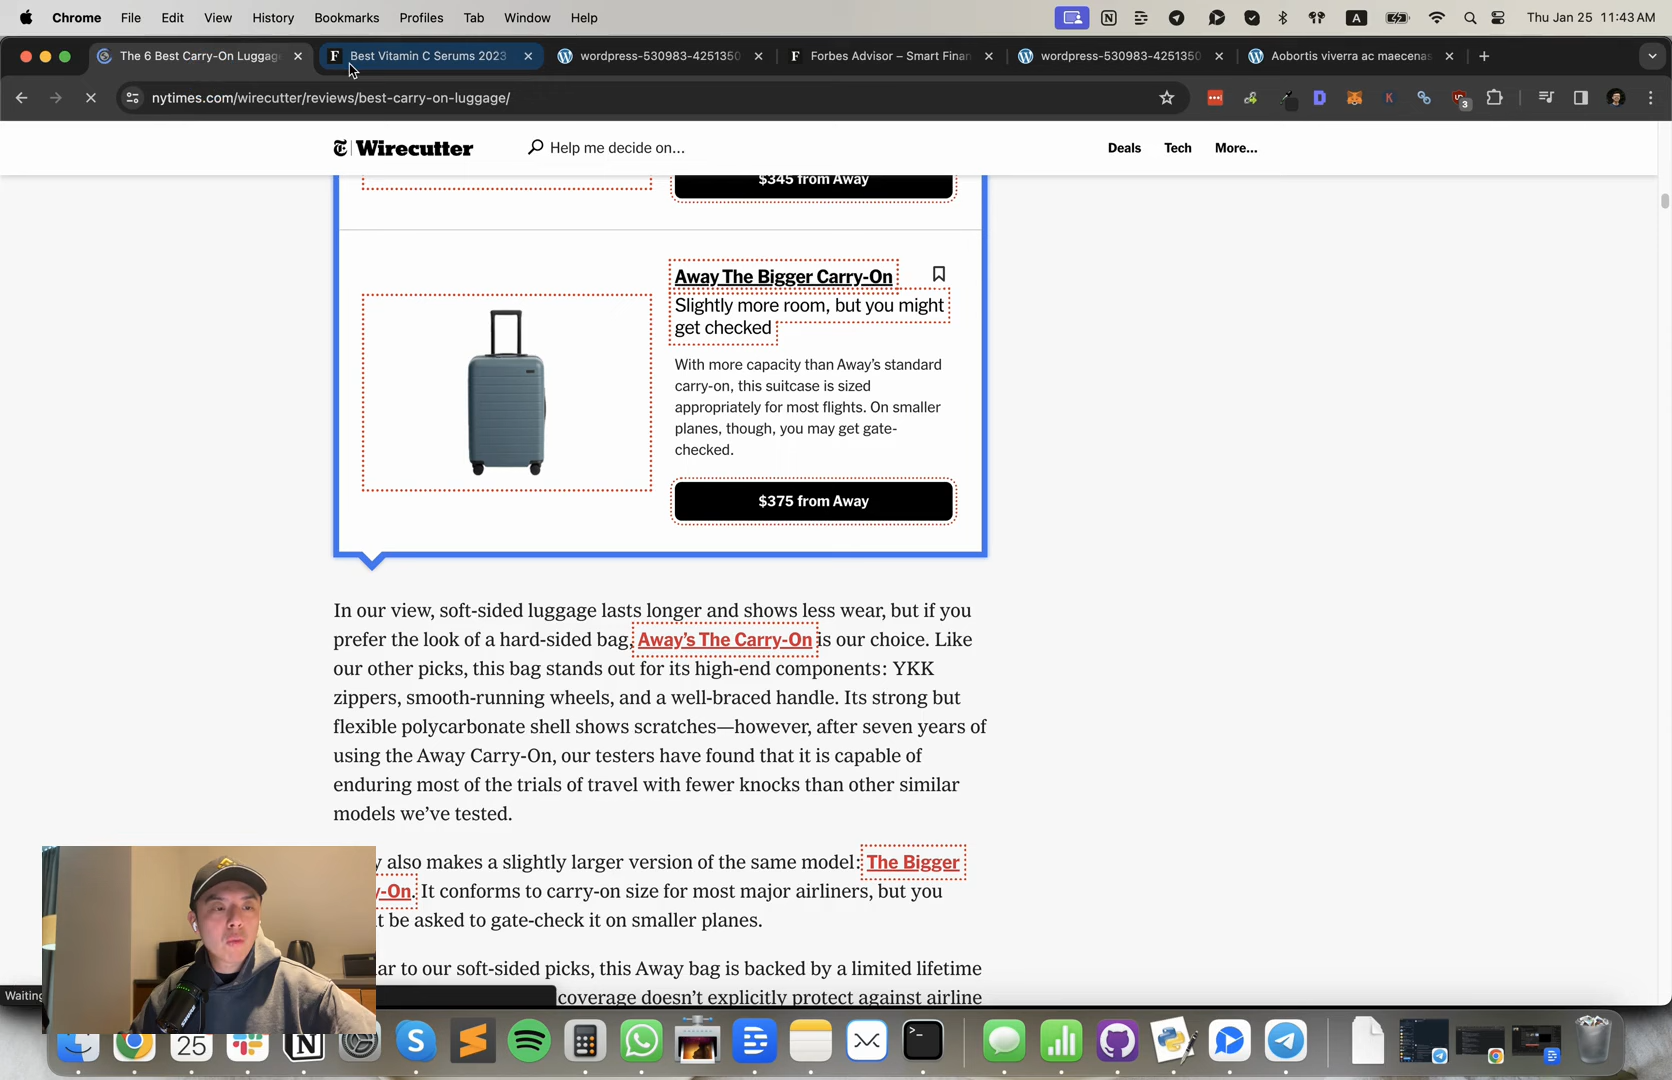 Chrome File Edit View History Bookmarks Profiles Tab Window Help
A Thu Jan 25 11:43 AM
The 6 Best Carry-On Luggage
F Best Vitamin C Serums 2023
wordpress-530983-4251350
F Forbes Advisor – Smart Finan
wordpress-530983-4251350
Aobortis viverra ac maecenas
nytimes.com/wirecutter/reviews/best-carry-on-luggage/
3
Wirecutter
Help me decide on...
Deals Tech More...
$345 from Away
Away The Bigger Carry-On
Slightly more room, but you might
get checked
With more capacity than Away’s standard
carry-on, this suitcase is sized
appropriately for most flights. On smaller
planes, though, you may get gate-
checked.
$375 from Away
In our view, soft-sided luggage lasts longer and shows less wear, but if you
prefer the look of a hard-sided bag, Away’s The Carry-On is our choice. Like
our other picks, this bag stands out for its high-end components: YKK
zippers, smooth-running wheels, and a well-braced handle. Its strong but
flexible polycarbonate shell shows scratches—however, after seven years of
using the Away Carry-On, our testers have found that it is capable of
enduring most of the trials of travel with fewer knocks than other similar
models we’ve tested.
also makes a slightly larger version of the same model: The Bigger
-On. It conforms to carry-on size for most major airliners, but you
be asked to gate-check it on smaller planes.
to our soft-sided picks, this Away bag is backed by a limited lifetime
coverage doesn’t explicitly protect against airline
Waiting
25